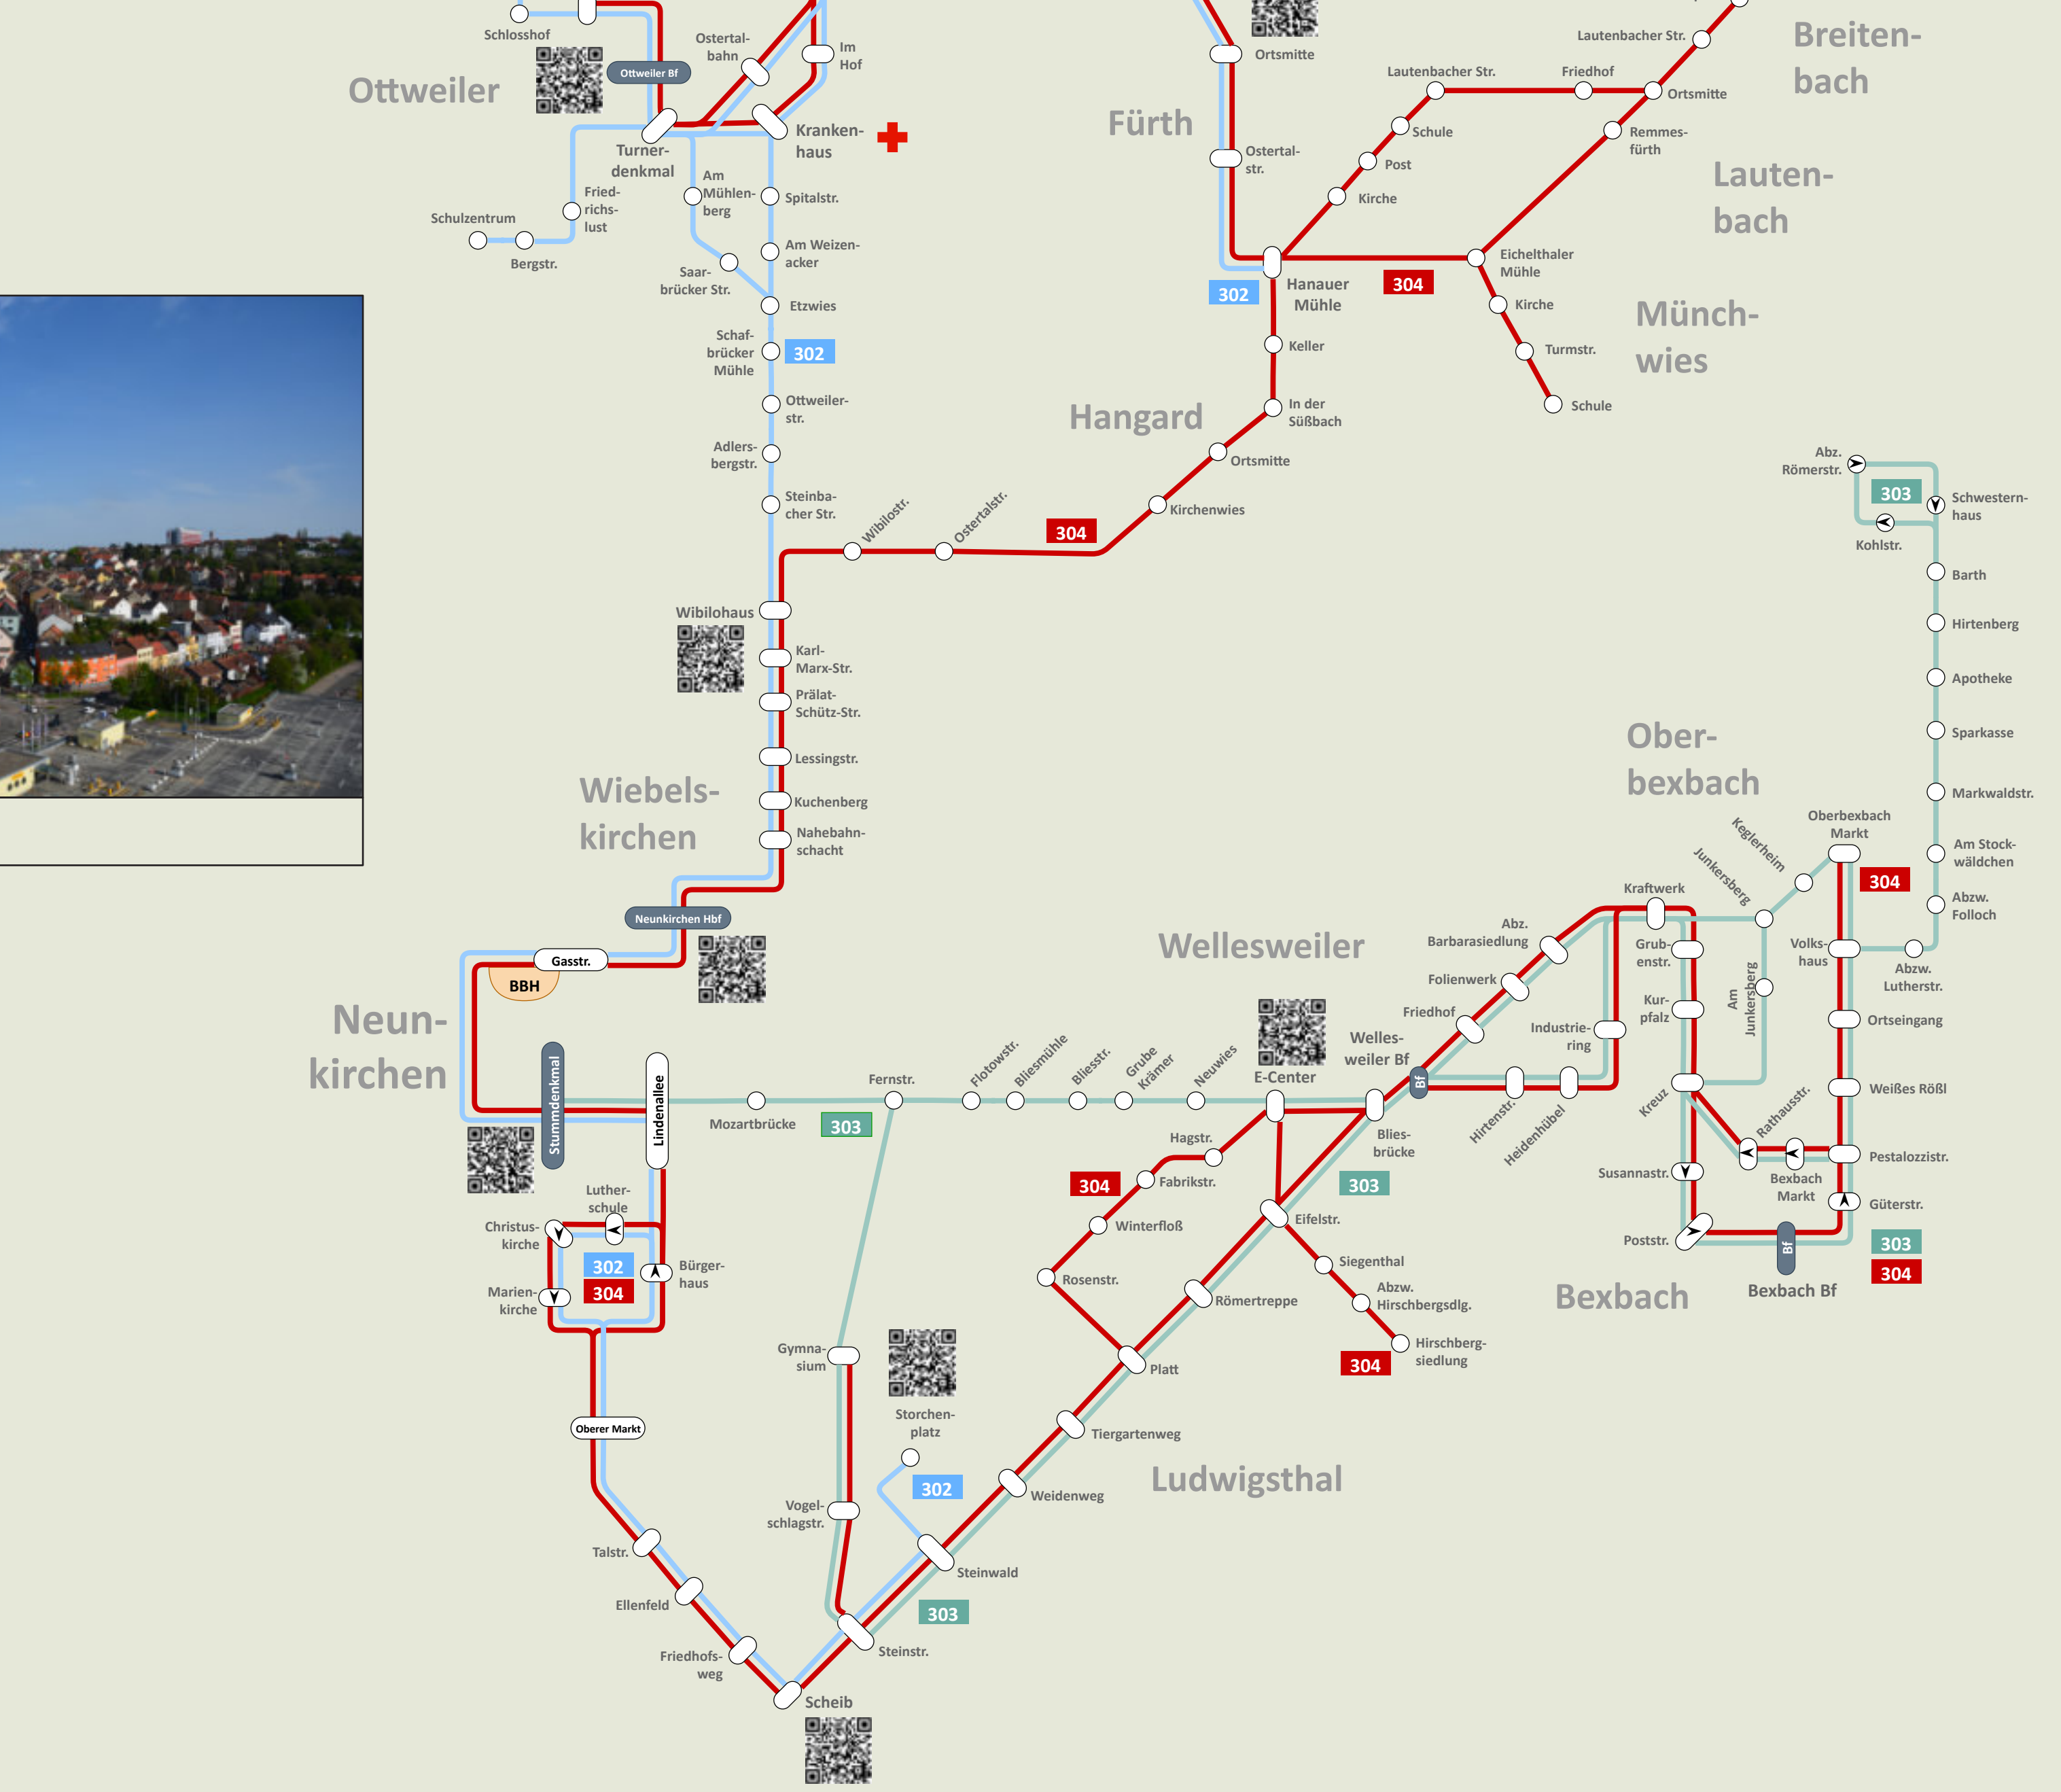 Schlosshof
Ottweiler
Ottweiler Bf
Ostertal-
bahn
Im
Hof
Turner-
denkmal
Kranken-
haus
Fried-
richs-
lust
Schulzentrum
Bergstr.
Am
Mühlen-
berg
Saar-
brücker Str.
Spitalstr.
Am Weizen-
acker
Etzwies
Schaf-
brücker
Mühle
302
Ottweiler-
str.
Adlers-
bergstr.
Steinba-
cher Str.
Ortsmitte
Fürth
Ostertal-
str.
302
Hanauer
Mühle
304
Lautenbacher Str.
Schule
Post
Kirche
Friedhof
Lautenbacher Str.
Ortsmitte
Remmes-
fürth
Breiten-
bach
Lauten-
bach
Eichelthaler
Mühle
Kirche
Turmstr.
Schule
Münch-
wies
Keller
In der
Süßbach
Hangard
Ortsmitte
Kirchenwies
304
Wibilostr.
Ostertalstr.
Wibilohaus
Karl-
Marx-Str.
Prälat-
Schütz-Str.
Lessingstr.
Kuchenberg
Nahebahn-
schacht
Wiebels-
kirchen
Neunkirchen Hbf
Gasstr.
BBH
Neun-
kirchen
Stummdenkmal
Lindenallee
Luther-
schule
Christus-
kirche
302
304
Bürger-
haus
Marien-
kirche
Oberer Markt
Talstr.
Ellenfeld
Friedhofs-
weg
Scheib
Mozartbrücke
303
Fernstr.
Flotowstr.
Bliesmühle
Bliesstr.
Grube
Krämer
Neuwies
E-Center
Wellesweiler
Welles-
weiler Bf
Bf
Blies-
brücke
303
Hagstr.
Fabrikstr.
304
Winterfloß
Rosenstr.
Eifelstr.
Siegenthal
Abzw.
Hirschbergsdlg.
Hirschberg-
siedlung
304
Römertreppe
Platt
Tiergartenweg
Weidenweg
Ludwigsthal
Gymna-
sium
Vogel-
schlagstr.
Storchen-
platz
302
Steinwald
303
Steinstr.
Friedhof
Folienwerk
Abz.
Barbarasiedlung
Industrie-
ring
Hirtenstr.
Heidenhübel
Kraftwerk
Grub-
enstr.
Kur-
pfalz
Kreuz
Junkersberg
Keglerheim
Am
Junkersberg
Ober-
bexbach
Oberbexbach
Markt
304
Volks-
haus
Abzw.
Lutherstr.
Ortseingang
Weißes Rößl
Pestalozzistr.
Güterstr.
Rathausstr.
Bexbach
Markt
Susannastr.
Poststr.
Bf
Bexbach Bf
303
304
Bexbach
Abz.
Römerstr.
303
Schwestern-
haus
Kohlstr.
Barth
Hirtenberg
Apotheke
Sparkasse
Markwaldstr.
Am Stock-
wäldchen
Abzw.
Folloch